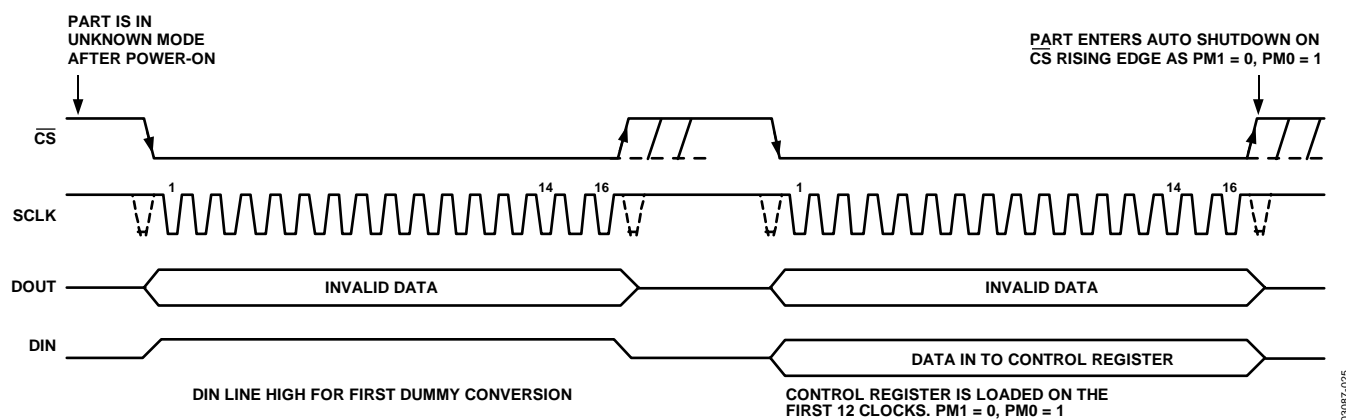 PART IS IN
UNKNOWN MODE
AFTER POWER-ON
PART ENTERS AUTO SHUTDOWN ON
CS RISING EDGE AS PM1 = 0, PM0 = 1
CS
1 14 16 1 14 16
SCLK
DOUT INVALID DATA INVALID DATA
DIN DATA IN TO CONTROL REGISTER
DIN LINE HIGH FOR FIRST DUMMY CONVERSION
CONTROL REGISTER IS LOADED ON THE
FIRST 12 CLOCKS. PM1 = 0, PM0 = 1
03087-025